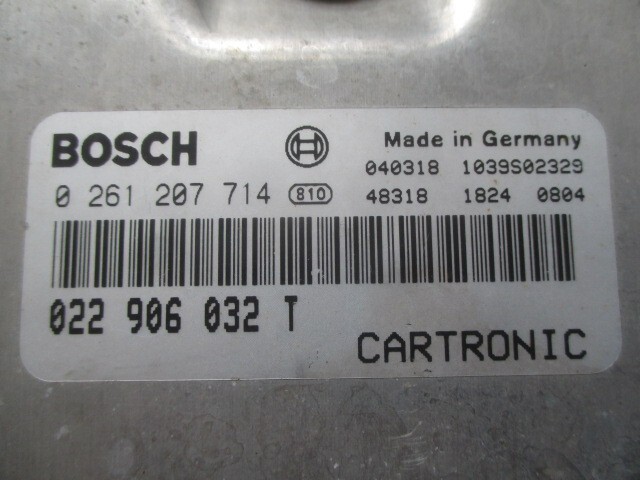 BOSCH Made in Germany
040318 1039S02329
0 261 207 714 810 48318 1824 0804
022 906 032 T
CARTRONIC